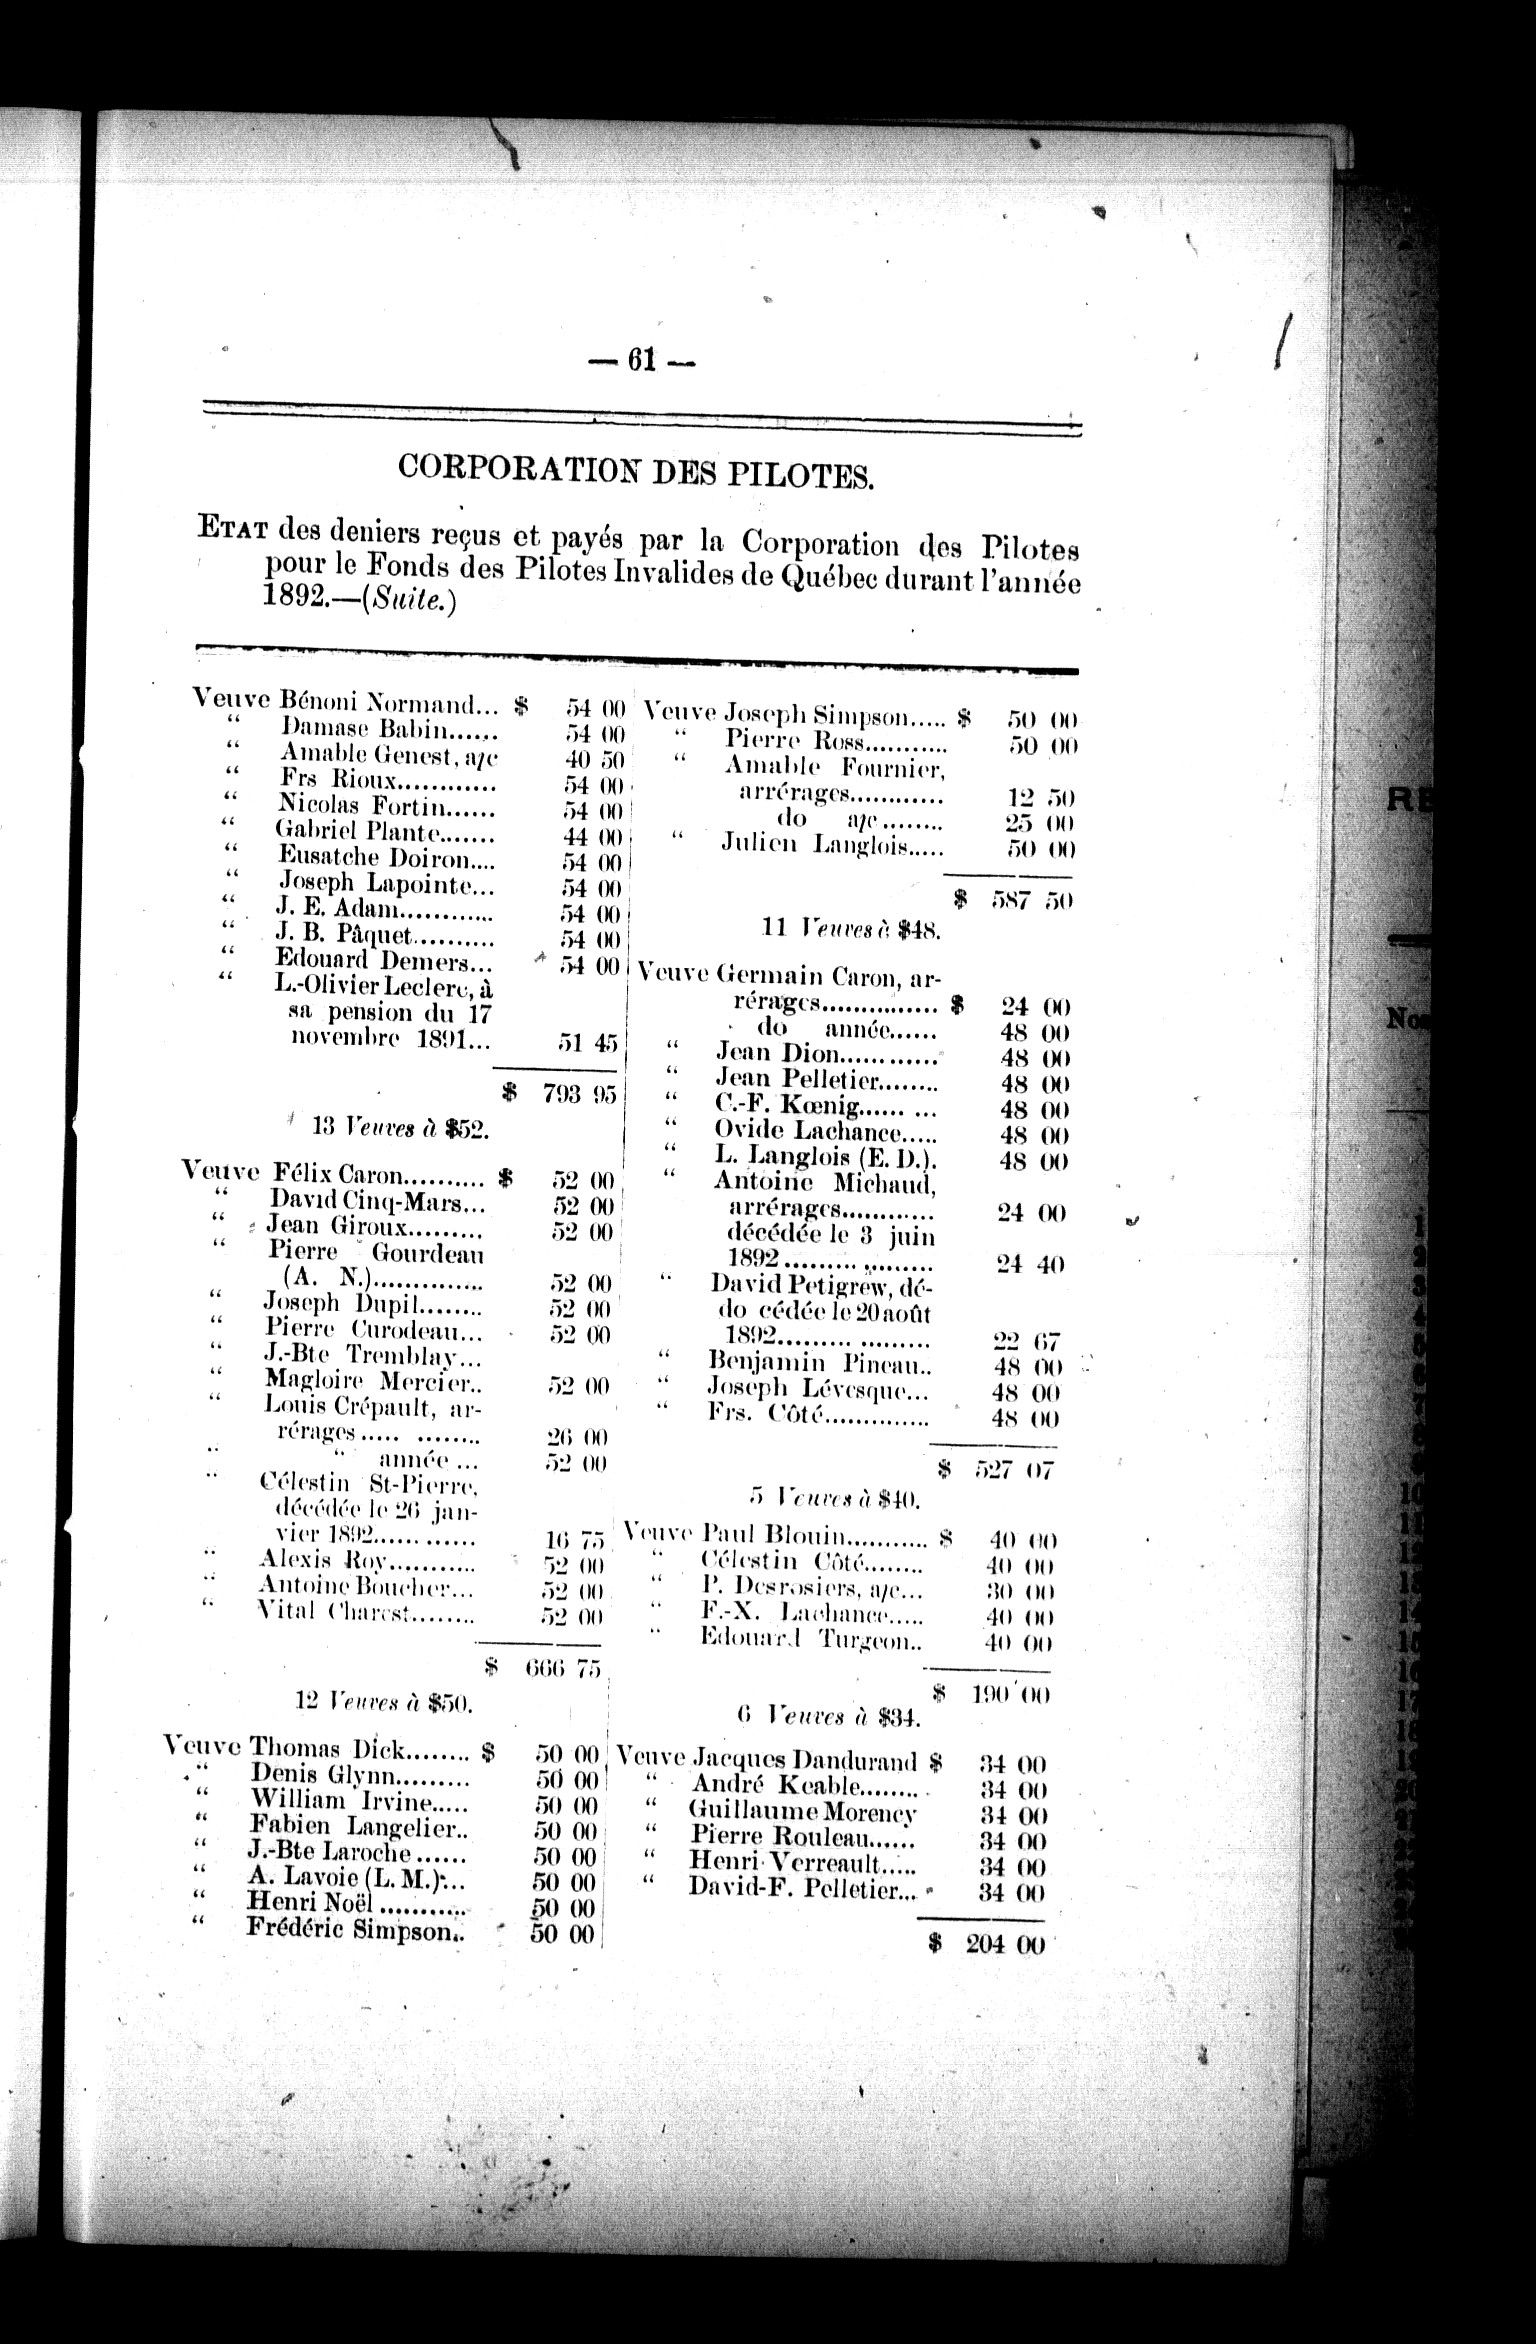 — 61 —
CORPORATION DES PILOTES.
ETAT des deniers reçus et payés par la Corporation des Pilotes
pour le Fonds des Pilotes Invalides de Québec durant l'année
1892.—(Suite.)
Veuve Bénoni Normand... $ 54 00
“ Damase Babin...... 54 00
“ Amable Genest, a/c 40 50
“ Frs Rioux............ 54 00
“ Nicolas Fortin...... 54 00
“ Gabriel Plante....... 44 00
“ Eusatche Doiron.... 54 00
“ Joseph Lapointe... 54 00
“ J. E. Adam............ 54 00
“ J. B. Pâquet.......... 54 00
“ Edouard Demers... 54 00
“ L.-Olivier Leclerc, à
sa pension du 17
novembre 1891... 51 45
$ 793 95
13 Veuves à $52.
Veuve Félix Caron.......... $ 52 00
“ David Cinq-Mars... 52 00
“ Jean Giroux......... 52 00
“ Pierre Gourdeau
(A. N.).............. 52 00
“ Joseph Dupil........ 52 00
“ Pierre Curodeau... 52 00
“ J.-Bte Tremblay...
“ Magloire Mercier.. 52 00
“ Louis Crépault, ar-
rérages ..... ........ 26 00
“ “ année ... 52 00
“ Célestin St-Pierre,
décédée le 26 jan-
vier 1892...... ...... 16 75
“ Alexis Roy........... 52 00
“ Antoine Boucher... 52 00
“ Vital Charest........ 52 00
$ 666 75
12 Veuves à $50.
Veuve Thomas Dick........ $ 50 00
“ Denis Glynn......... 50 00
“ William Irvine..... 50 00
“ Fabien Langelier.. 50 00
“ J.-Bte Laroche ...... 50 00
“ A. Lavoie (L. M.)... 50 00
“ Henri Noël ........... 50 00
“ Frédéric Simpson.. 50 00
Veuve Joseph Simpson..... $ 50 00
“ Pierre Ross........... 50 00
“ Amable Fournier,
arrérages............ 12 50
do a/c ........ 25 00
“ Julien Langlois..... 50 00
$ 587 50
11 Veuves à $48.
Veuve Germain Caron, ar-
rérages............... $ 24 00
do année...... 48 00
“ Jean Dion............ 48 00
“ Jean Pelletier........ 48 00
“ C.-F. Kœnig...... ... 48 00
“ Ovide Lachance..... 48 00
“ L. Langlois (E. D.). 48 00
“ Antoine Michaud,
arrérages............ 24 00
décédée le 3 juin
1892 ......... ......... 24 40
“ David Petigrew, dé-
do cédée le 20 août
1892......... ......... 22 67
“ Benjamin Pineau.. 48 00
“ Joseph Lévesque... 48 00
“ Frs. Côté.............. 48 00
$ 527 07
5 Veuves à $40.
Veuve Paul Blouin........... $ 40 00
“ Célestin Côté........ 40 00
“ P. Desrosiers, a/c... 30 00
“ F.-X. Lachance..... 40 00
“ Edouard Turgeon.. 40 00
$ 190 00
6 Veuves à $34.
Veuve Jacques Dandurand $ 34 00
“ André Keable........ 34 00
“ Guillaume Morency 34 00
“ Pierre Rouleau...... 34 00
“ Henri Verreault..... 34 00
“ David-F. Pelletier... 34 00
$ 204 00